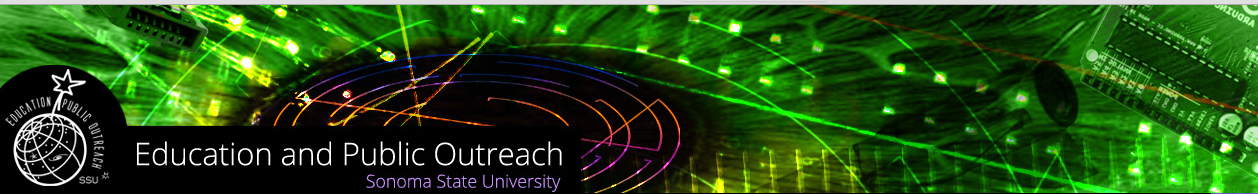 EDUCATION PUBLIC OUTREACH
SSU
Education and Public Outreach
Sonoma State University